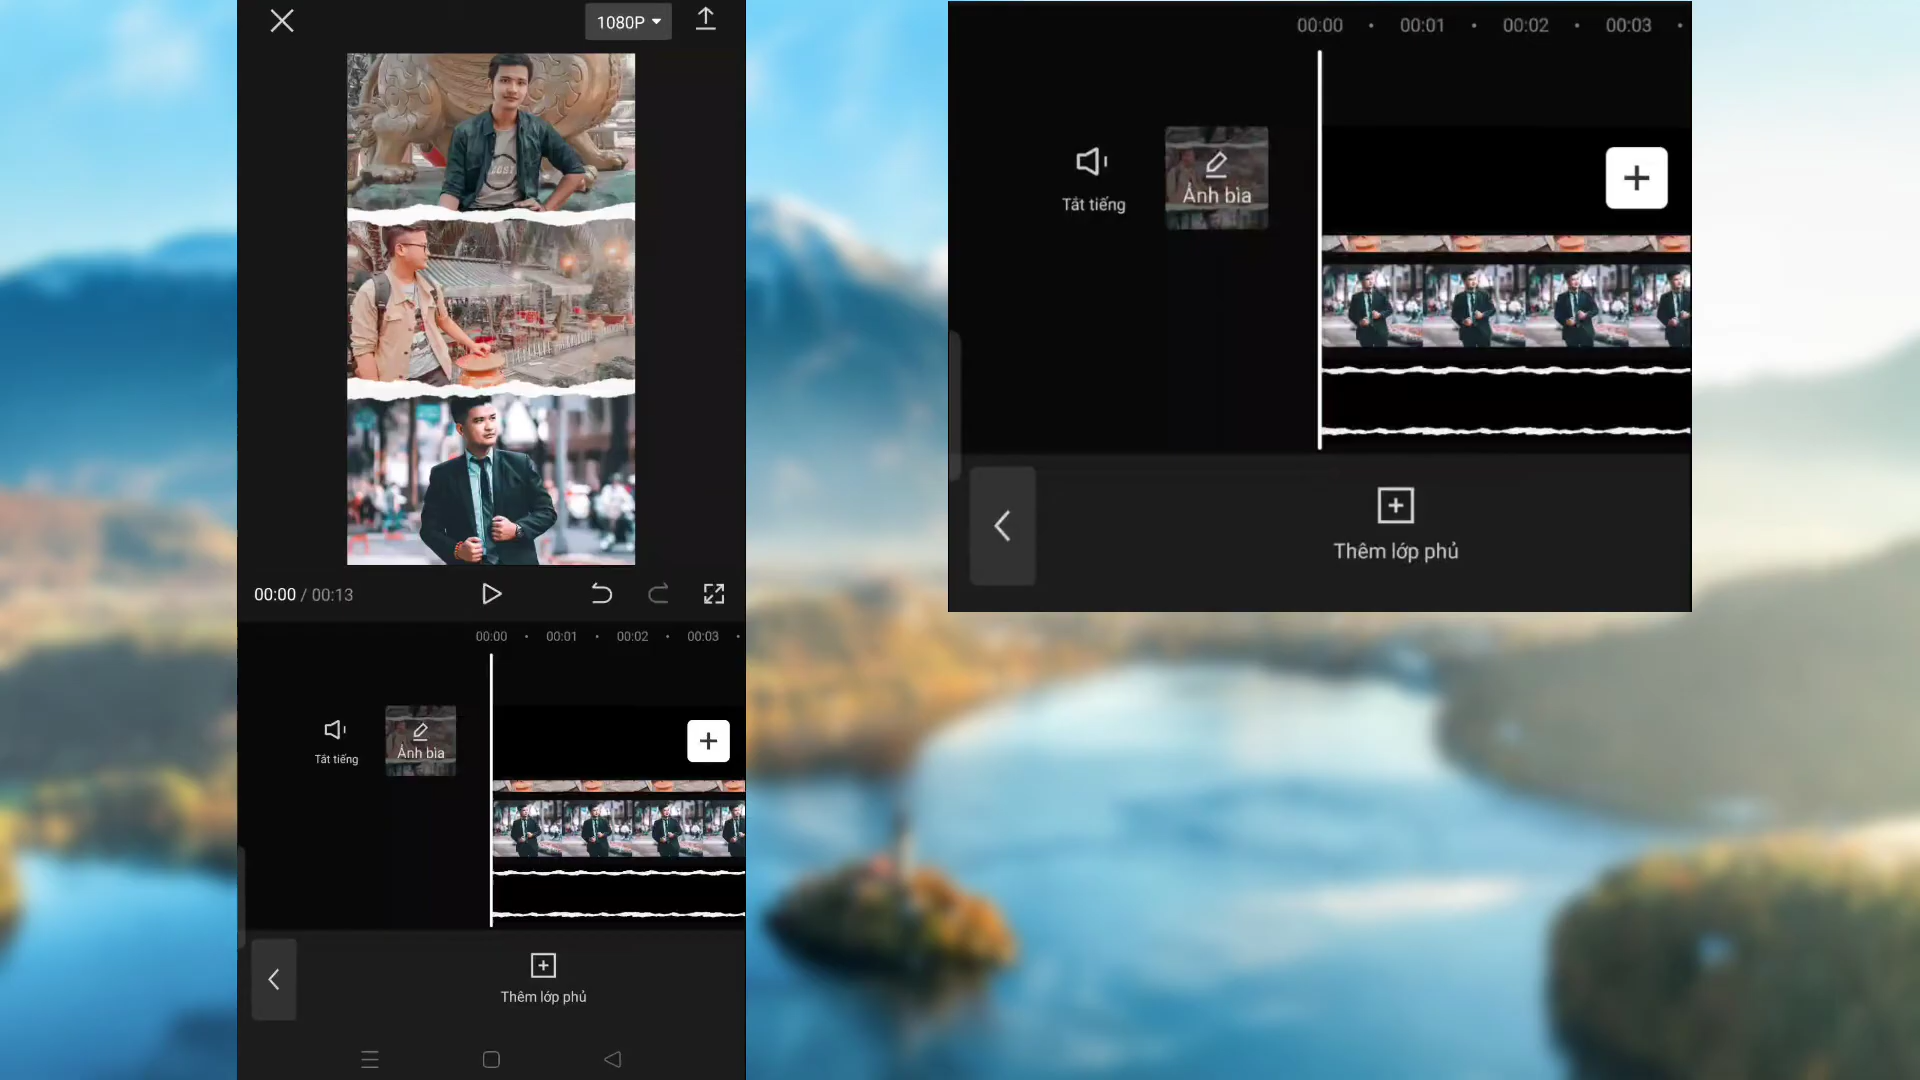 1080P
00:00 / 00:13
00:00 00:01 00:02 00:03
Tắt tiếng
Ảnh bìa
Thêm lớp phủ
00:00 00:01 00:02 00:03
Tắt tiếng
Ảnh bìa
Thêm lớp phủ